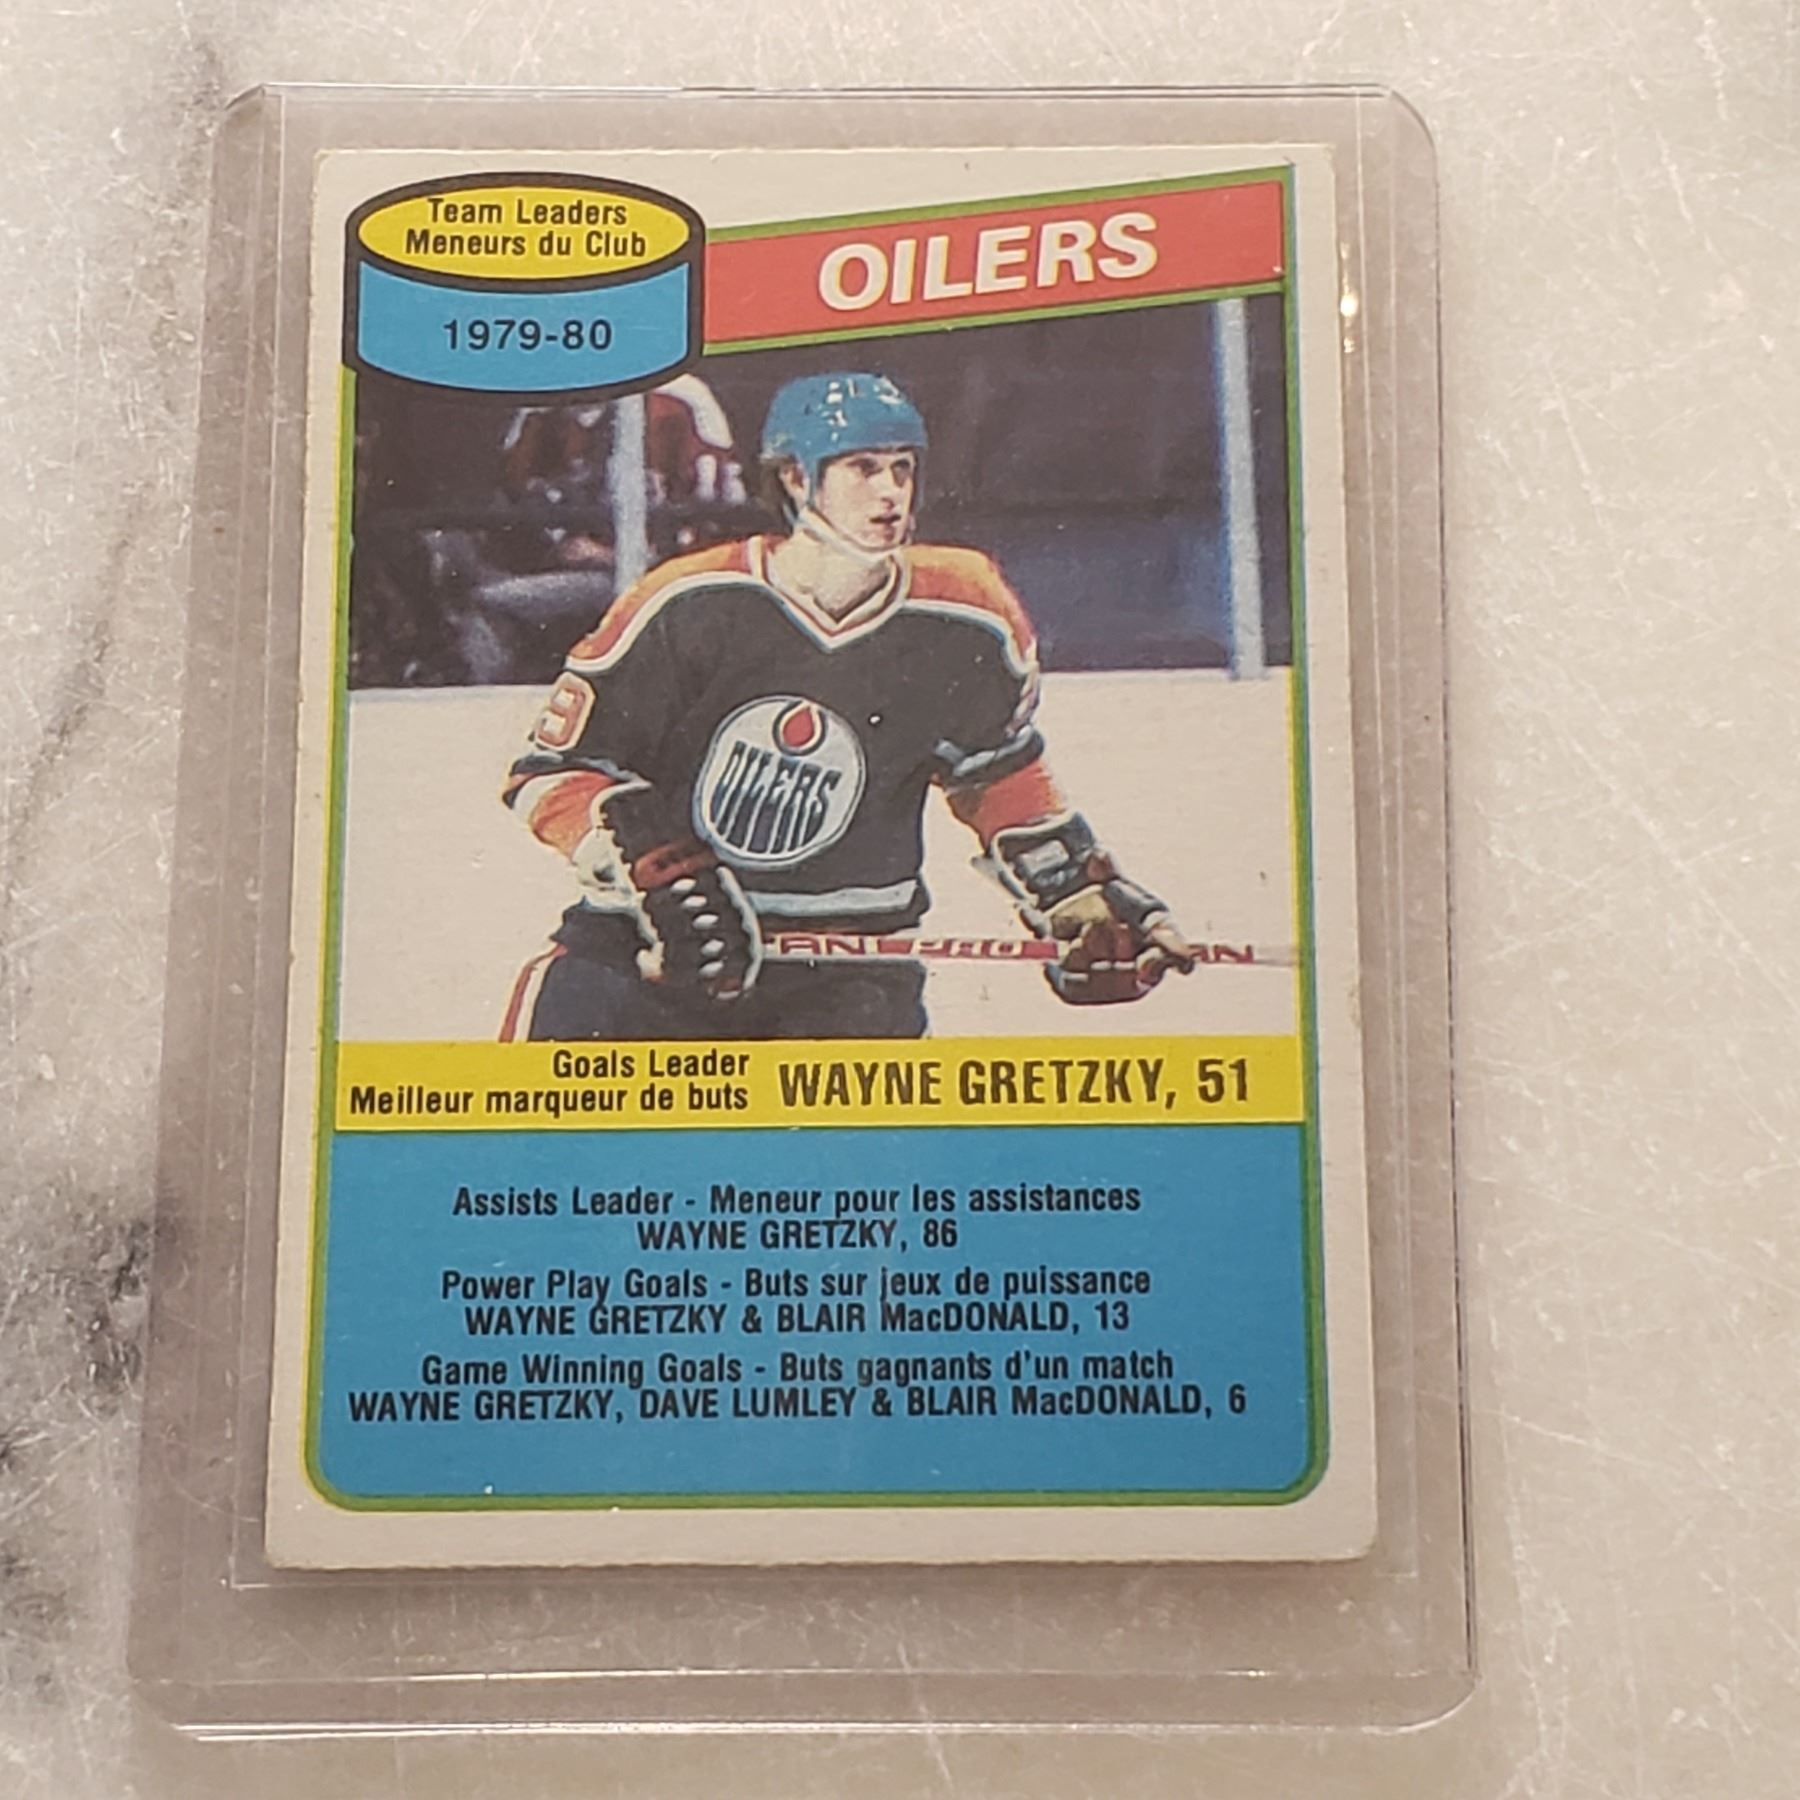 Team Leaders
Meneurs du Club
1979-80
OILERS
9
OILERS
Goals Leader
Meilleur marqueur de buts
WAYNE GRETZKY, 51
Assists Leader - Meneur pour les assistances
WAYNE GRETZKY, 86
Power Play Goals - Buts sur jeux de puissance
WAYNE GRETZKY & BLAIR MacDONALD, 13
Game Winning Goals - Buts gagnants d'un match
WAYNE GRETZKY, DAVE LUMLEY & BLAIR MacDONALD, 6